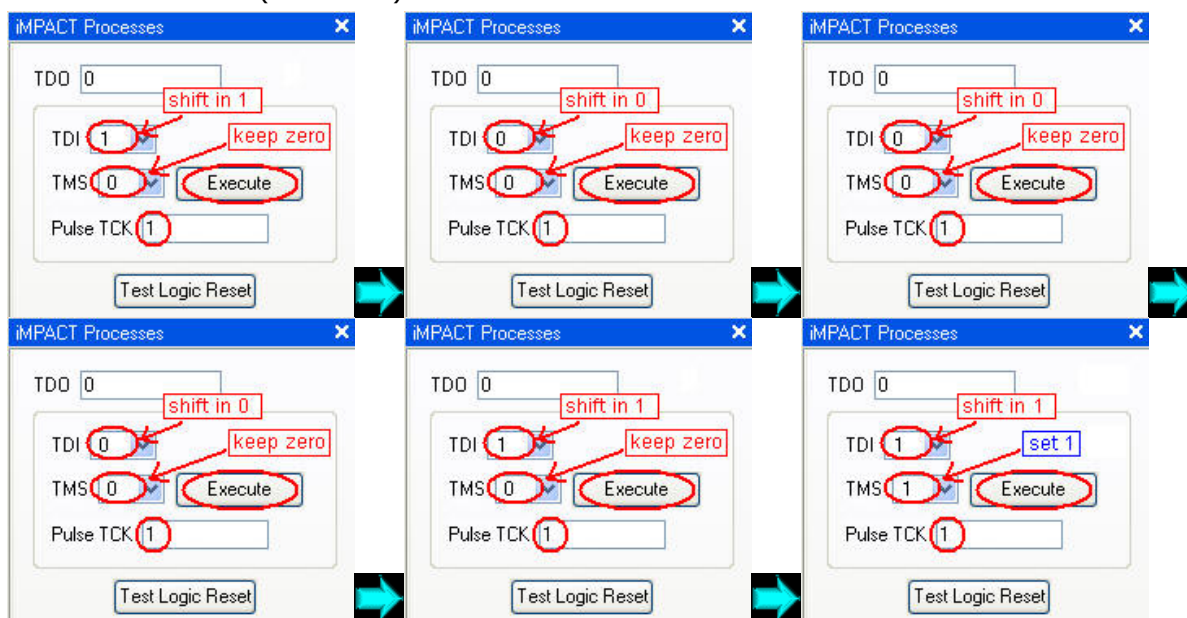 iMPACT Processes
TDO 0
shift in 1
TDI 1
keep zero
TMS 0 Execute
Pulse TCK 1
Test Logic Reset
iMPACT Processes
TDO 0
shift in 0
TDI 0
keep zero
TMS 0 Execute
Pulse TCK 1
Test Logic Reset
iMPACT Processes
TDO 0
shift in 0
TDI 0
keep zero
TMS 0 Execute
Pulse TCK 1
Test Logic Reset
iMPACT Processes
TDO 0
shift in 0
TDI 0
keep zero
TMS 0 Execute
Pulse TCK 1
Test Logic Reset
iMPACT Processes
TDO 0
shift in 1
TDI 1
keep zero
TMS 0 Execute
Pulse TCK 1
Test Logic Reset
iMPACT Processes
TDO 0
shift in 1
TDI 1
set 1
TMS 1 Execute
Pulse TCK 1
Test Logic Reset